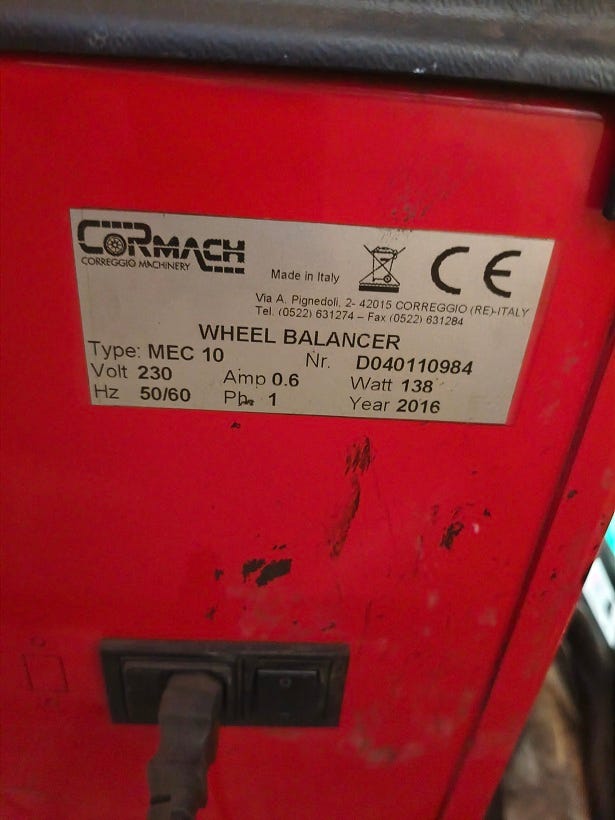 CORMACH
CORREGGIO MACHINERY
Made in Italy
CE
Via A. Pignedoli, 2- 42015 CORREGGIO (RE)-ITALY
Tel. (0522) 631274 – Fax (0522) 631284
WHEEL BALANCER
Type: MEC 10 Nr. D040110984
Volt 230 Amp 0.6 Watt 138
Hz 50/60 Ph. 1 Year 2016